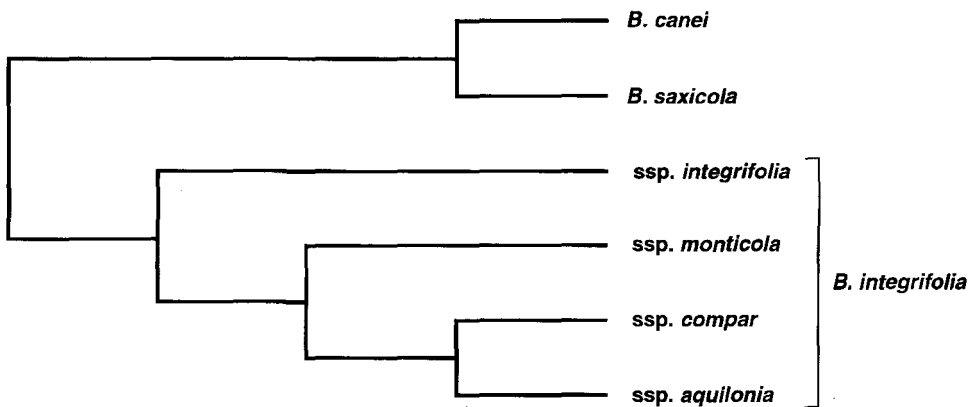 B. canei
B. saxicola
ssp. integrifolia
ssp. monticola
B. integrifolia
ssp. compar
ssp. aquilonia